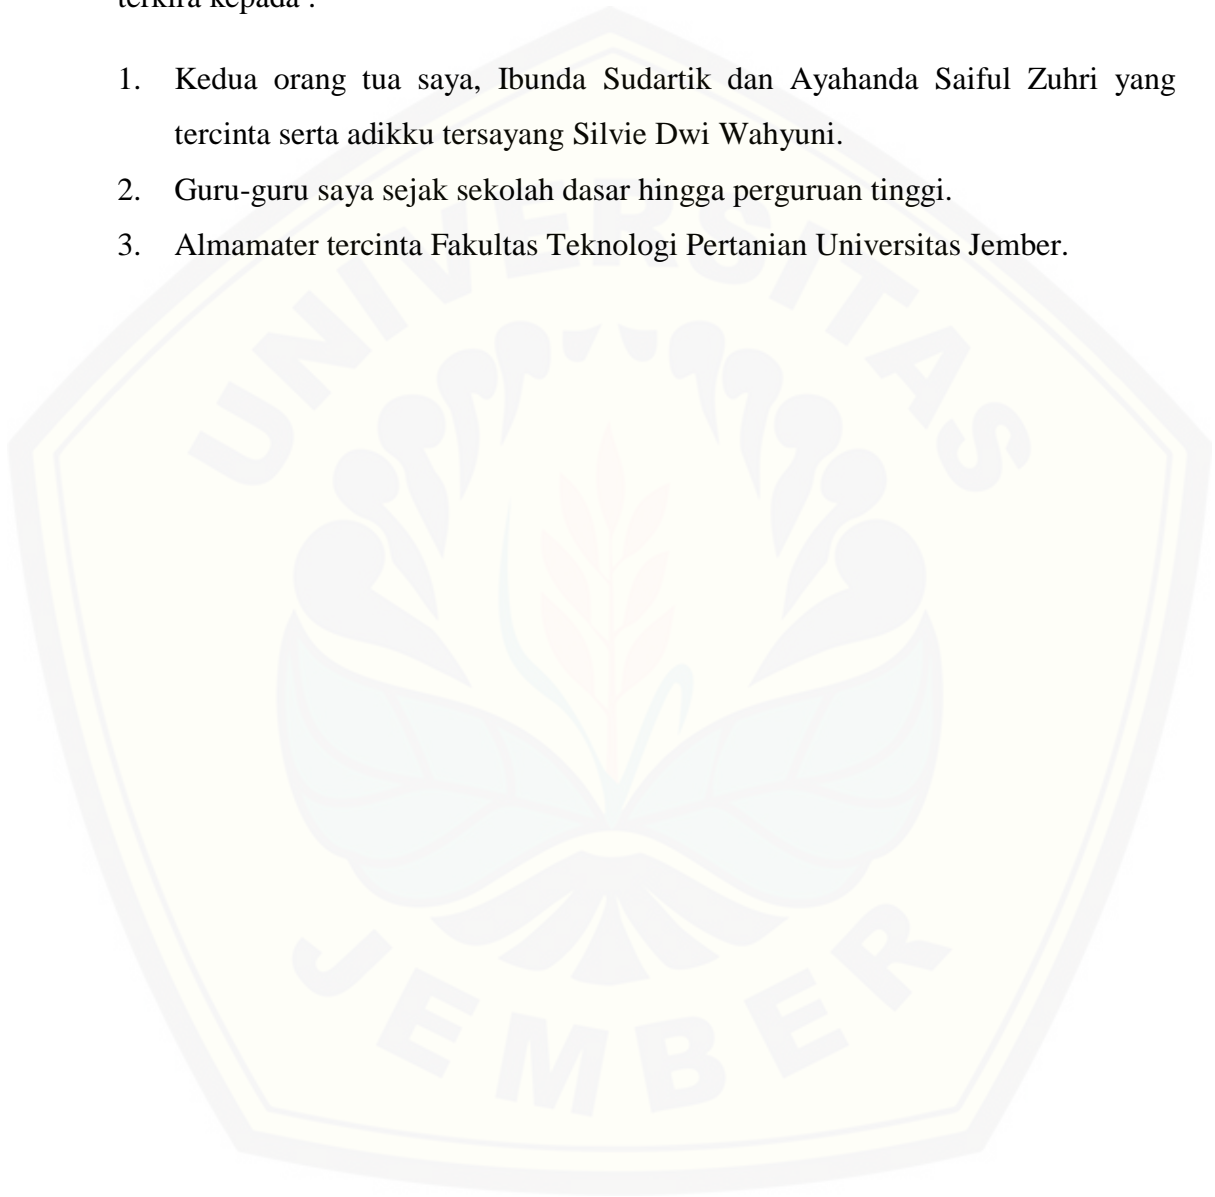 terkira kepada :
1. Kedua orang tua saya, Ibunda Sudartik dan Ayahanda Saiful Zuhri yang
tercinta serta adikku tersayang Silvie Dwi Wahyuni.
2. Guru-guru saya sejak sekolah dasar hingga perguruan tinggi.
3. Almamater tercinta Fakultas Teknologi Pertanian Universitas Jember.
UNIVERSITAS
JEMBER